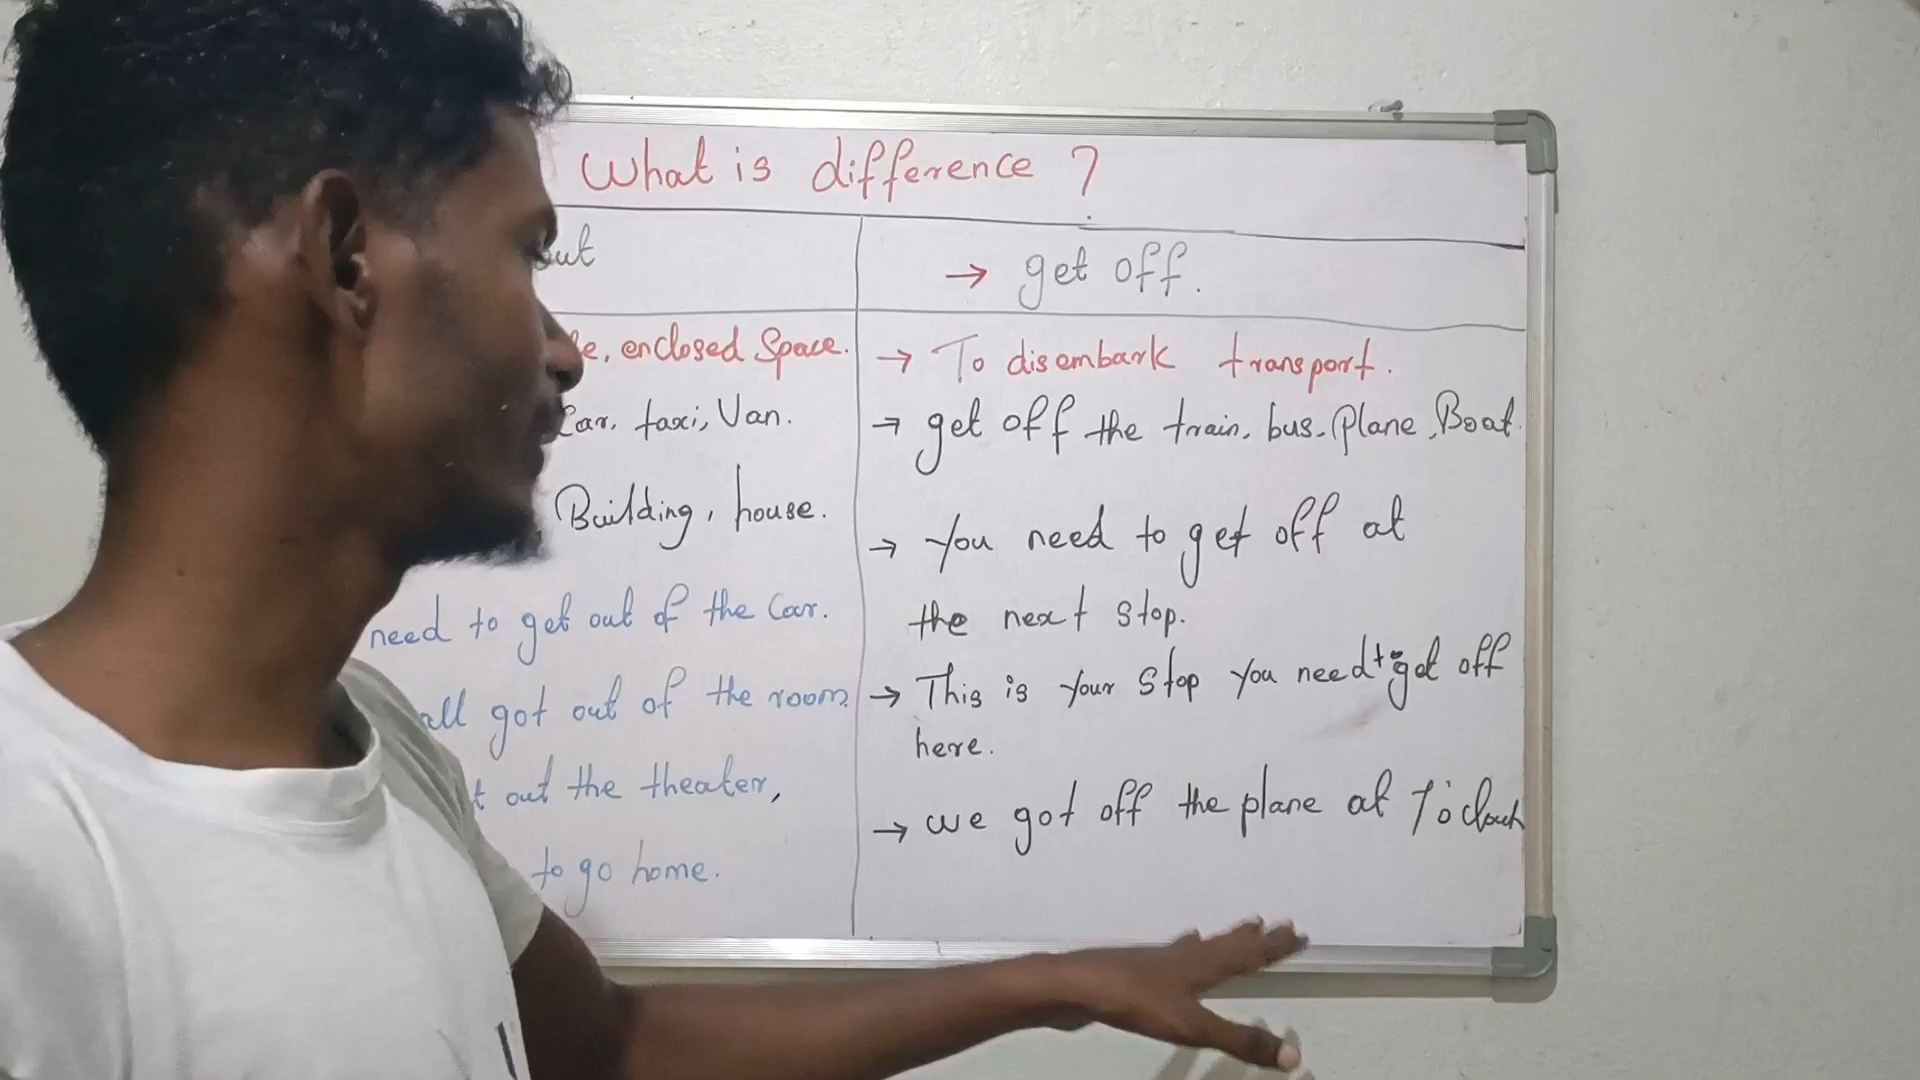 What is difference ?
out
→ get off.
enclosed Space.
→ To disembark transport.
Car, taxi, Van.
→ get off the train, bus, Plane, Boat.
Building, house.
→ You need to get off at
the next stop.
need to get out of the Car.
→ This is your stop you need to get off
here.
all got out of the room.
out the theater,
→ we got off the plane at 7 o'clock
to go home.